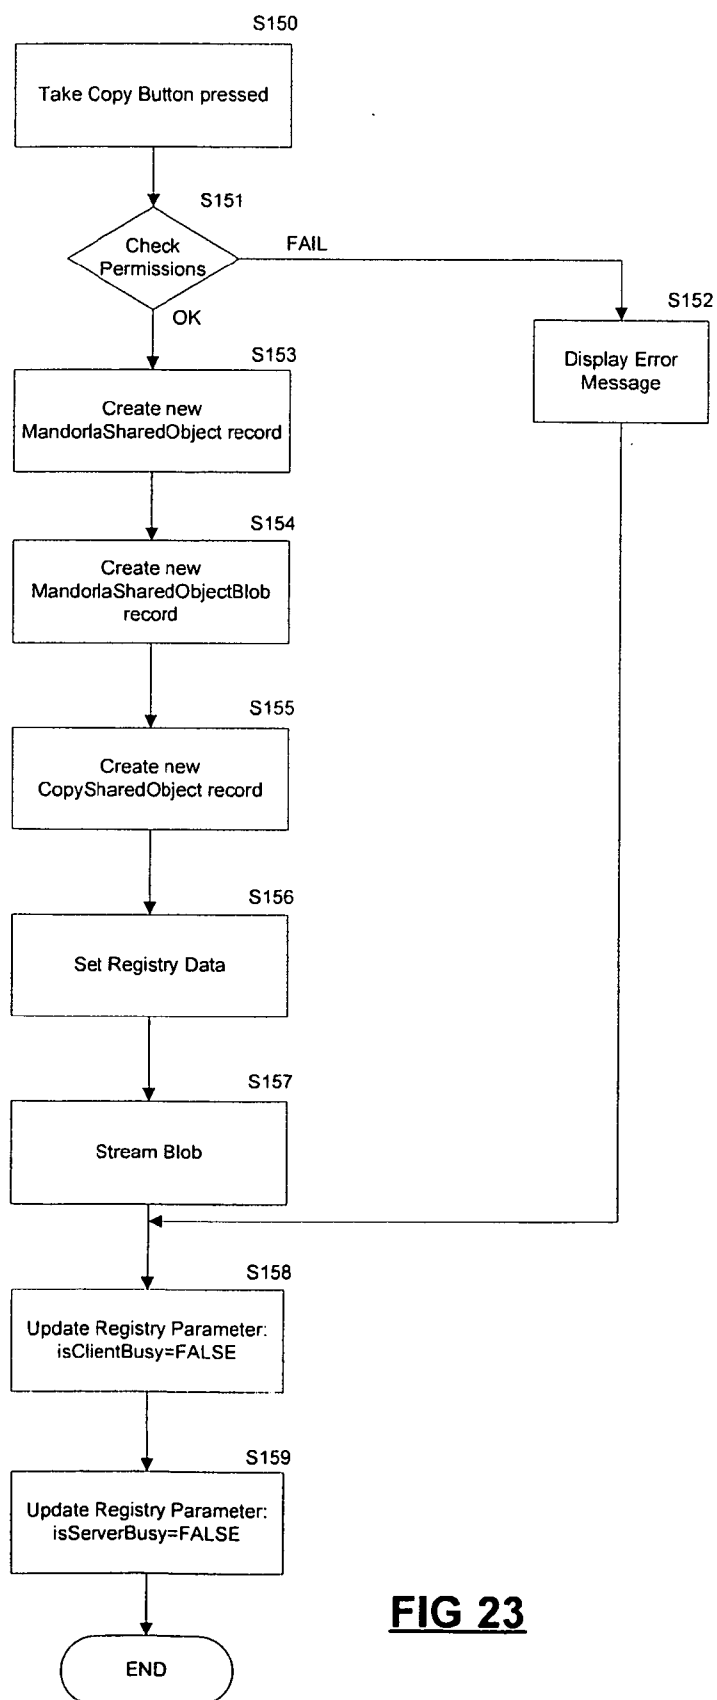 S150
Take Copy Button pressed
S151
Check
Permissions
FAIL
OK
S152
Display Error
Message
S153
Create new
MandorlaSharedObject record
S154
Create new
MandorlaSharedObjectBlob
record
S155
Create new
CopySharedObject record
S156
Set Registry Data
S157
Stream Blob
S158
Update Registry Parameter:
isClientBusy=FALSE
S159
Update Registry Parameter:
isServerBusy=FALSE
END
FIG 23